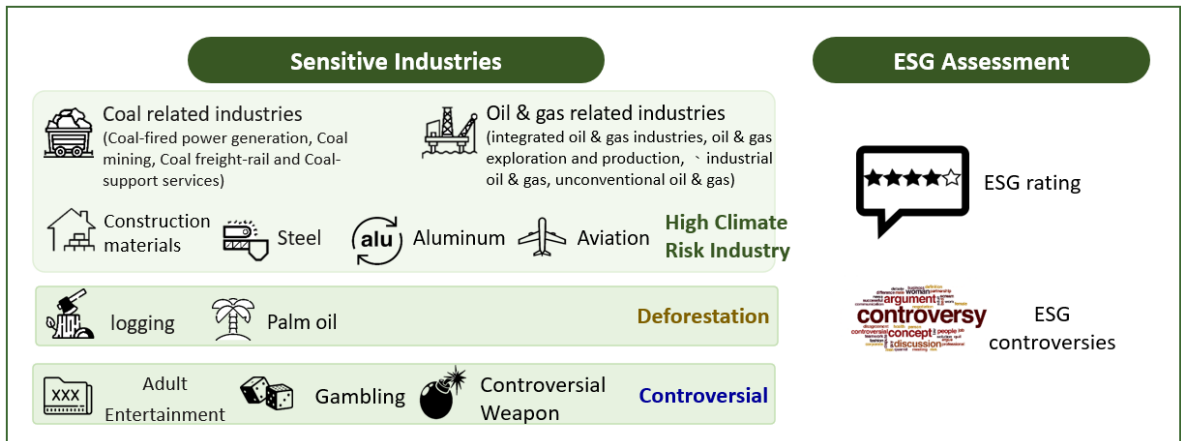 Sensitive Industries
Coal related industries
(Coal-fired power generation, Coal
mining, Coal freight-rail and Coal-
support services)
Oil & gas related industries
(integrated oil & gas industries, oil & gas
exploration and production, 、industrial
oil & gas, unconventional oil & gas)
Construction
materials
Steel
alu
Aluminum
Aviation
High Climate
Risk Industry
logging
Palm oil
Deforestation
XXX
Adult
Entertainment
Gambling
Controversial
Weapon
Controversial
ESG Assessment
ESG rating
woman
argument
controversy
concept
people
discussion
ESG
controversies